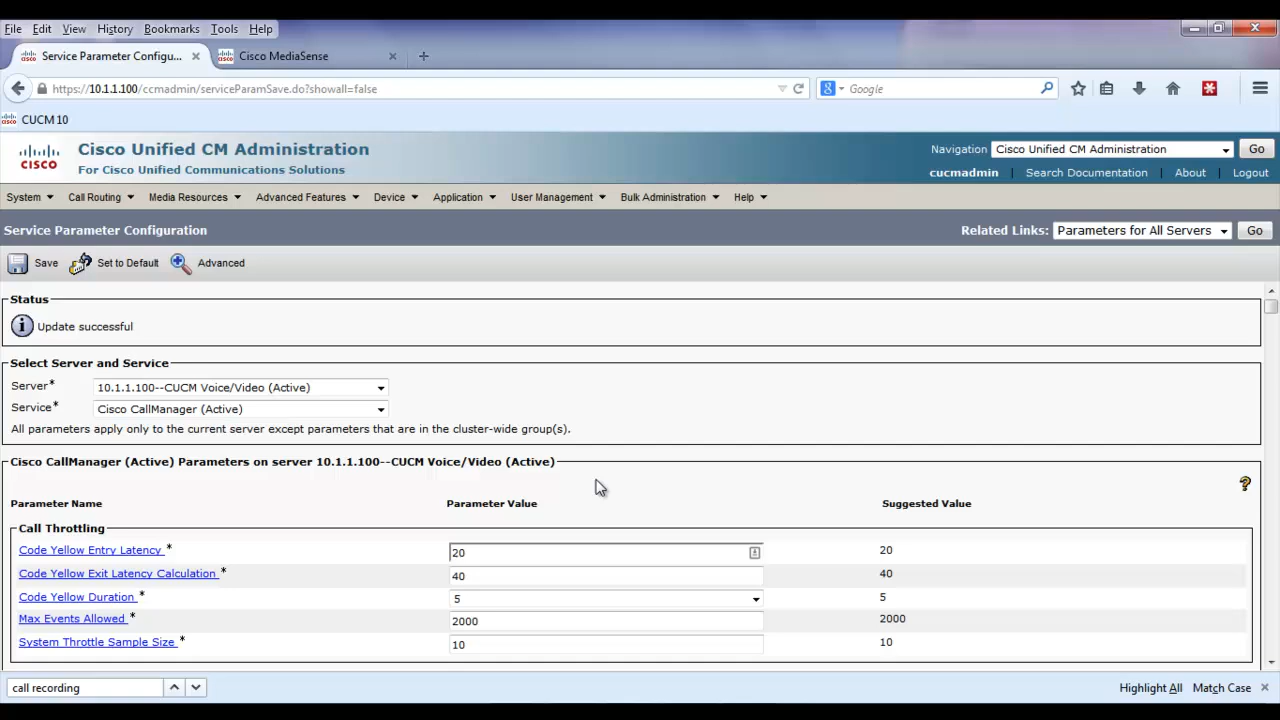 File Edit View History Bookmarks Tools Help
Service Parameter Configu... × Cisco MediaSense × +
https://10.1.1.100/ccmadmin/serviceParamSave.do?showall=false Google
CUCM 10
CISCO
Cisco Unified CM Administration
For Cisco Unified Communications Solutions
Navigation Cisco Unified CM Administration Go
cucmadmin | Search Documentation | About | Logout
System Call Routing Media Resources Advanced Features Device Application User Management Bulk Administration Help
Service Parameter Configuration Related Links: Parameters for All Servers Go
Save Set to Default Advanced
Status
Update successful
Select Server and Service
Server* 10.1.1.100--CUCM Voice/Video (Active)
Service* Cisco CallManager (Active)
All parameters apply only to the current server except parameters that are in the cluster-wide group(s).
Cisco CallManager (Active) Parameters on server 10.1.1.100--CUCM Voice/Video (Active)
?
Parameter Name Parameter Value Suggested Value
Call Throttling
Code Yellow Entry Latency * 20 20
Code Yellow Exit Latency Calculation * 40 40
Code Yellow Duration * 5 5
Max Events Allowed * 2000 2000
System Throttle Sample Size * 10 10
call recording Highlight All Match Case ×